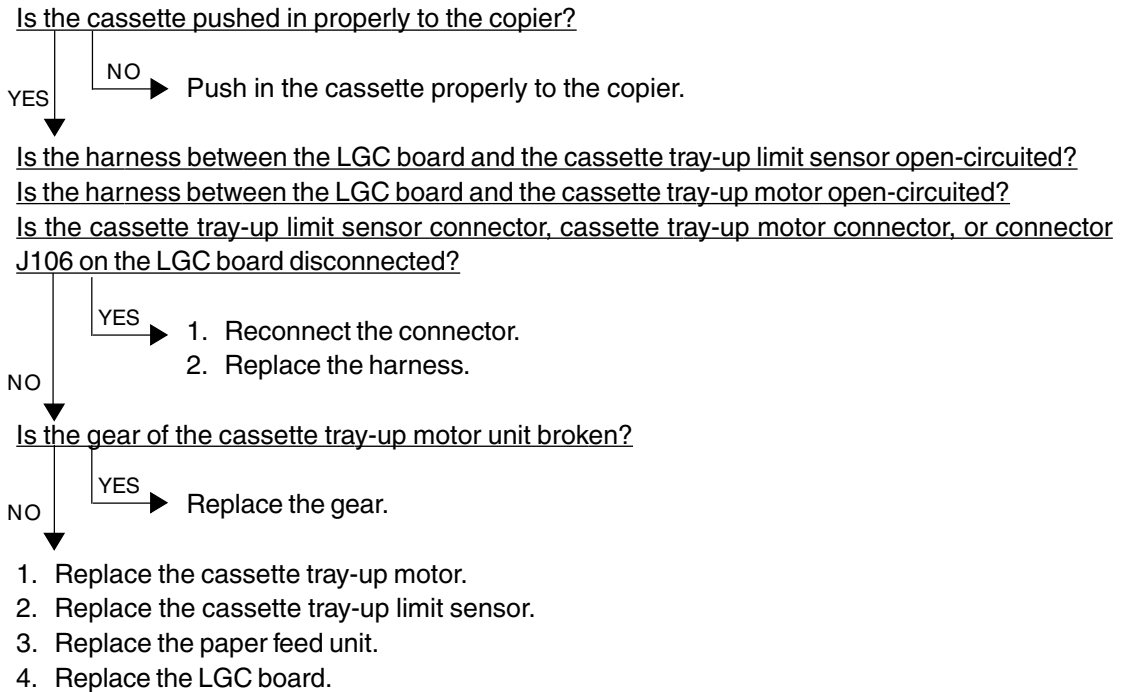 Is the cassette pushed in properly to the copier?
NO
Push in the cassette properly to the copier.
YES
Is the harness between the LGC board and the cassette tray-up limit sensor open-circuited?
Is the harness between the LGC board and the cassette tray-up motor open-circuited?
Is the cassette tray-up limit sensor connector, cassette tray-up motor connector, or connector
J106 on the LGC board disconnected?
YES
1. Reconnect the connector.
2. Replace the harness.
NO
Is the gear of the cassette tray-up motor unit broken?
YES
Replace the gear.
NO
1. Replace the cassette tray-up motor.
2. Replace the cassette tray-up limit sensor.
3. Replace the paper feed unit.
4. Replace the LGC board.